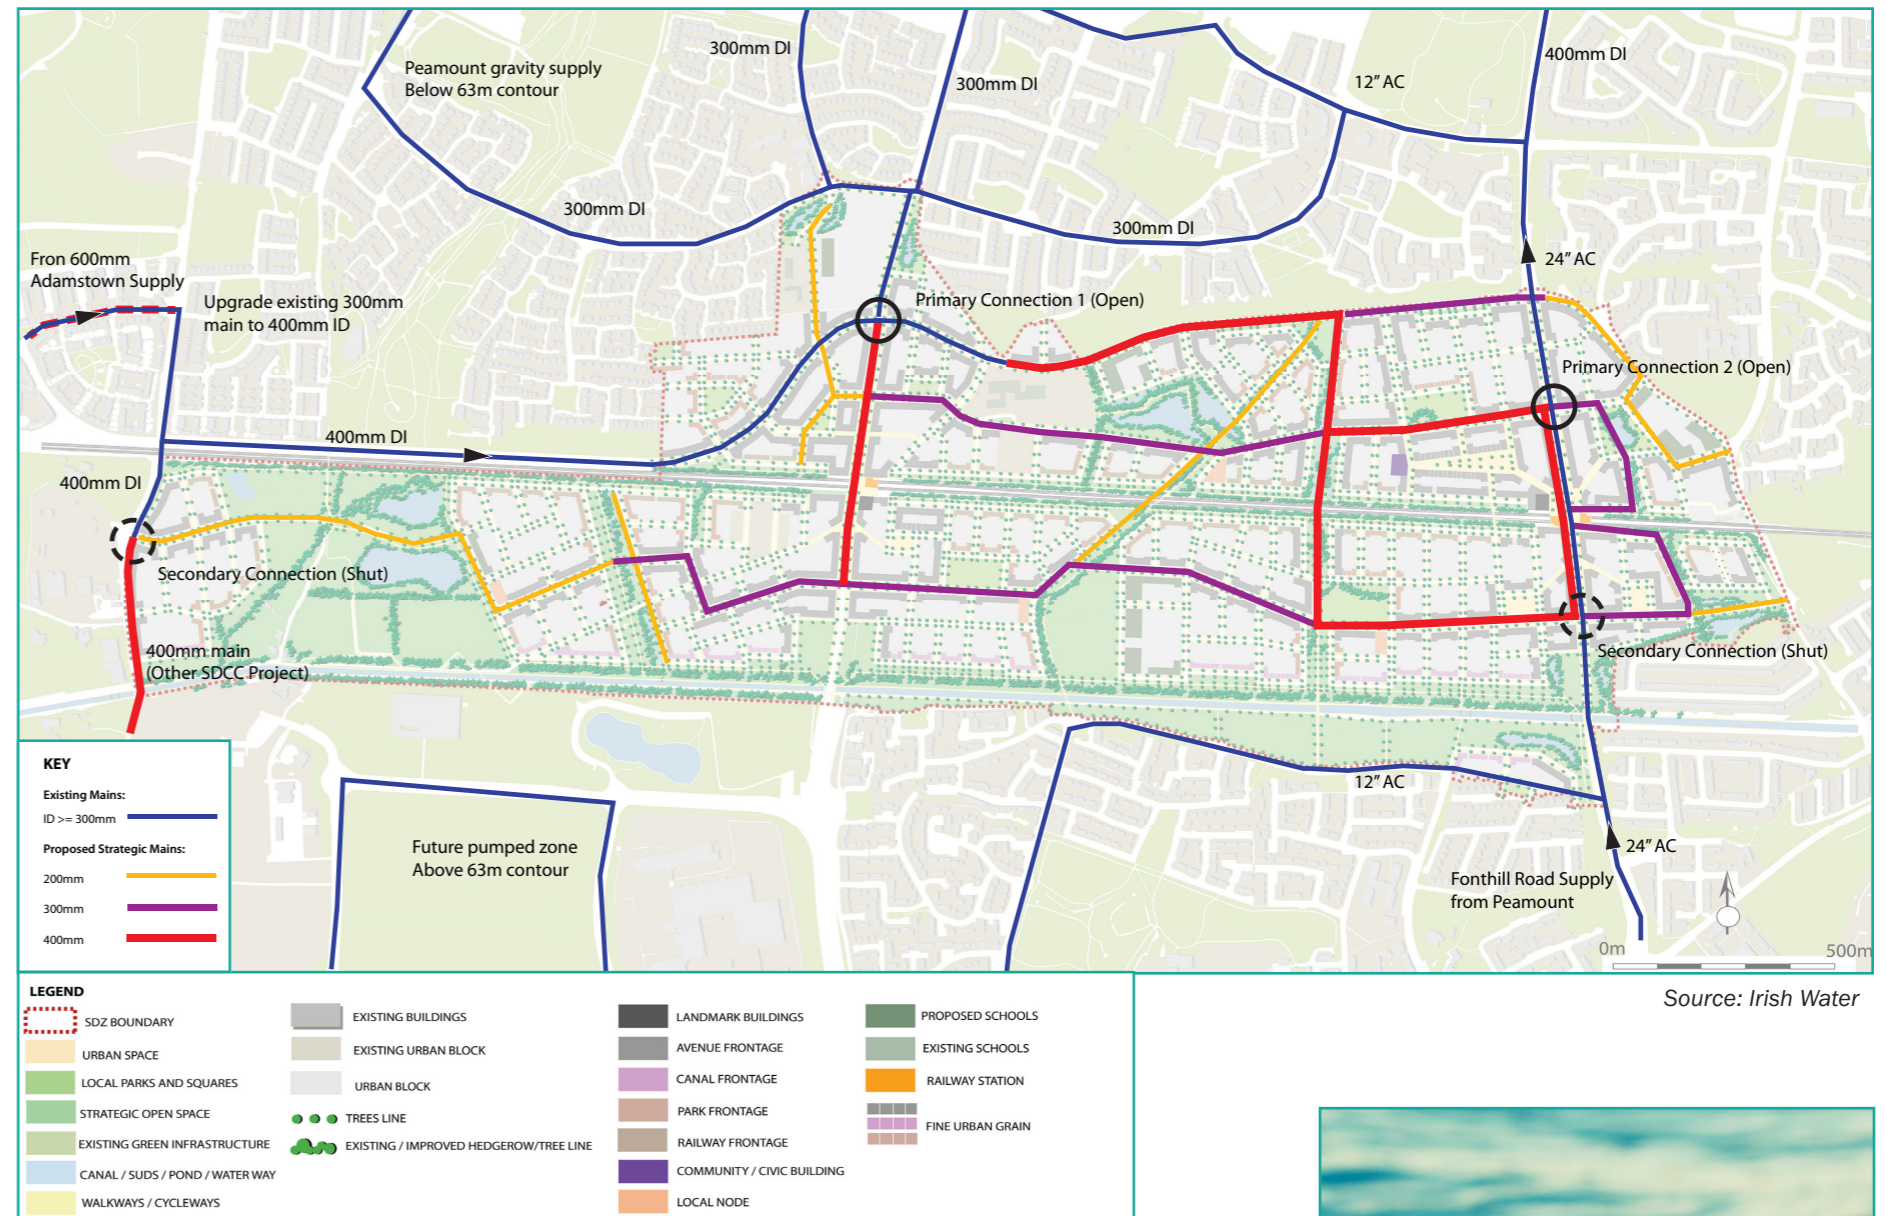 300mm DI
400mm DI
Peamount gravity supply
Below 63m contour
300mm DI
12" AC
300mm DI
300mm DI
Fron 600mm
Adamstown Supply
24" AC
Upgrade existing 300mm
main to 400mm ID
Primary Connection 1 (Open)
Primary Connection 2 (Open)
400mm DI
400mm DI
Secondary Connection (Shut)
400mm main
(Other SDCC Project)
Secondary Connection (Shut)
12" AC
Future pumped zone
Above 63m contour
24" AC
Fonthill Road Supply
from Peamount
0m
500m
KEY
Existing Mains:
ID >= 300mm
Proposed Strategic Mains:
200mm
300mm
400mm
Source: Irish Water
LEGEND
SDZ BOUNDARY
URBAN SPACE
LOCAL PARKS AND SQUARES
STRATEGIC OPEN SPACE
EXISTING GREEN INFRASTRUCTURE
CANAL / SUDS / POND / WATER WAY
WALKWAYS / CYCLEWAYS
EXISTING BUILDINGS
EXISTING URBAN BLOCK
URBAN BLOCK
TREES LINE
EXISTING / IMPROVED HEDGEROW/TREE LINE
LANDMARK BUILDINGS
AVENUE FRONTAGE
CANAL FRONTAGE
PARK FRONTAGE
RAILWAY FRONTAGE
COMMUNITY / CIVIC BUILDING
LOCAL NODE
PROPOSED SCHOOLS
EXISTING SCHOOLS
RAILWAY STATION
FINE URBAN GRAIN